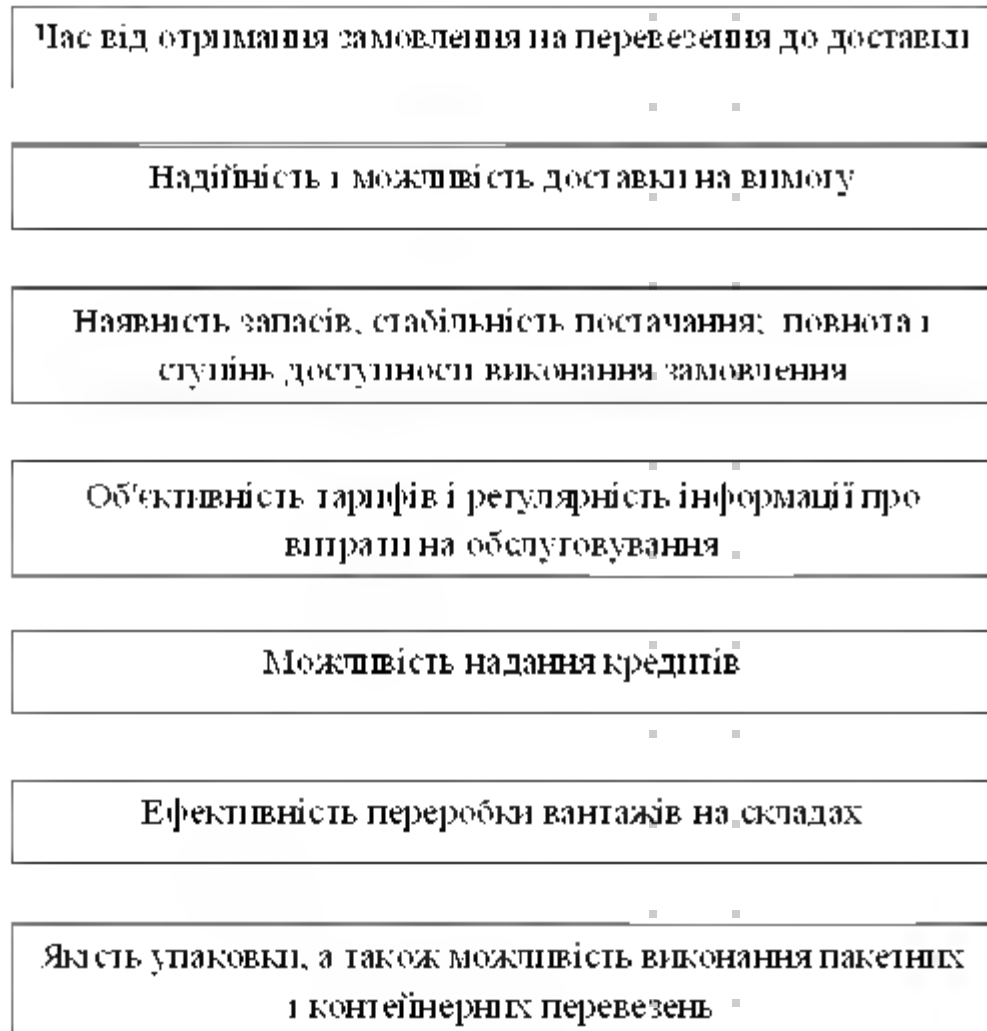 Час від отримання замовлення на перевезення до доставки
Надійність і можливість доставки на вимогу
Наявність запасів, стабільність постачання; повнота і
ступінь доступності виконання замовлення
Об'єктивність тарифів і регулярність інформації про
витрати на обслуговування
Можливість надання кредитів
Ефективність переробки вантажів на складах
Якість упаковки, а також можливість виконання пакетних
і контейнерних перевезень